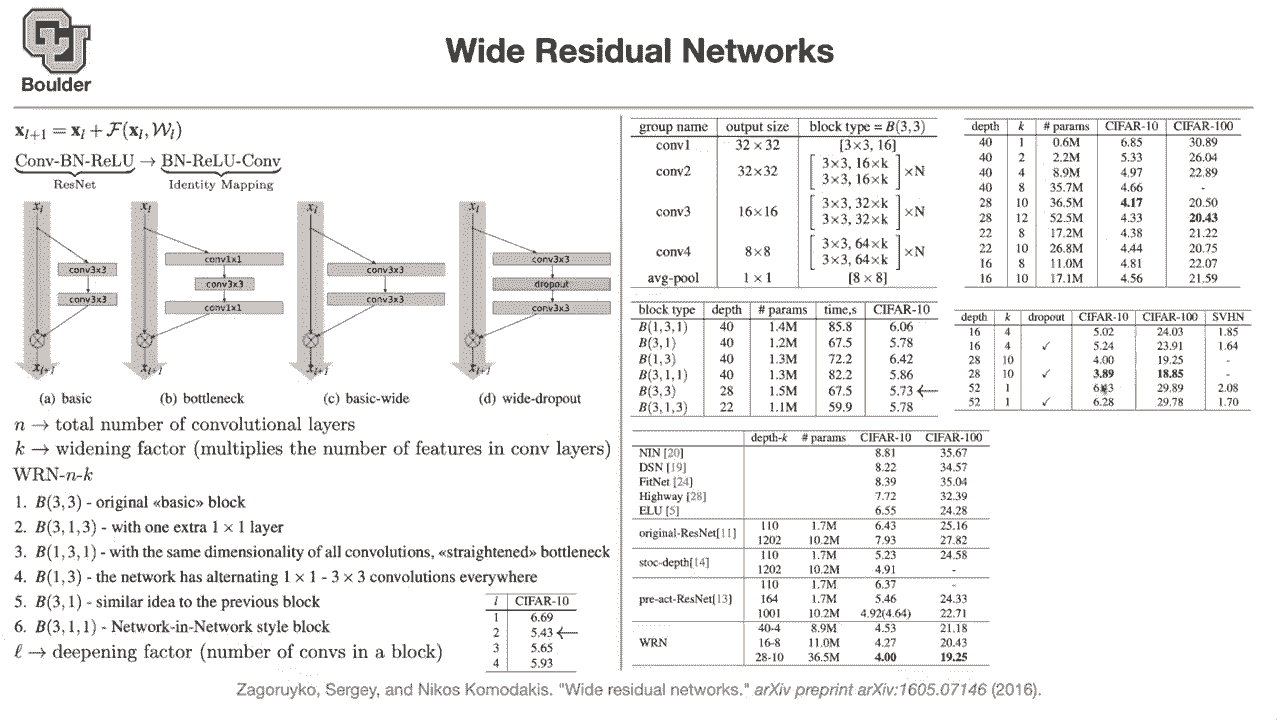 Boulder
Wide Residual Networks
x_{l+1} = x_l + F(x_l, W_l)
Conv-BN-ReLU → BN-ReLU-Conv
ResNet Identity Mapping
x_l x_l x_l x_l
conv3x3 conv1x1 conv3x3 conv3x3
conv3x3 dropout
conv3x3 conv1x1 conv3x3 conv3x3
x_{l+1} x_{l+1} x_{l+1} x_{l+1}
(a) basic (b) bottleneck (c) basic-wide (d) wide-dropout
n → total number of convolutional layers
k → widening factor (multiplies the number of features in conv layers)
WRN-n-k
1. B(3,3) - original «basic» block
2. B(3,1,3) - with one extra 1 × 1 layer
3. B(1,3,1) - with the same dimensionality of all convolutions, «straightened» bottleneck
4. B(1,3) - the network has alternating 1 × 1 - 3 × 3 convolutions everywhere
5. B(3,1) - similar idea to the previous block
6. B(3,1,1) - Network-in-Network style block
ℓ → deepening factor (number of convs in a block)
l CIFAR-10
1 6.69
2 5.43 ←
3 5.65
4 5.93
group name output size block type = B(3,3)
conv1 32 × 32 [3×3, 16]
conv2 32×32 [3×3, 16×k
3×3, 16×k] ×N
conv3 16×16 [3×3, 32×k
3×3, 32×k] ×N
conv4 8×8 [3×3, 64×k
3×3, 64×k] ×N
avg-pool 1 × 1 [8 × 8]
block type depth # params time,s CIFAR-10
B(1,3,1) 40 1.4M 85.8 6.06
B(3,1) 40 1.2M 67.5 5.78
B(1,3) 40 1.3M 72.2 6.42
B(3,1,1) 40 1.3M 82.2 5.86
B(3,3) 28 1.5M 67.5 5.73 ←
B(3,1,3) 22 1.1M 59.9 5.78
depth-k # params CIFAR-10 CIFAR-100
NIN [20] 8.81 35.67
DSN [19] 8.22 34.57
FitNet [24] 8.39 35.04
Highway [28] 7.72 32.39
ELU [5] 6.55 24.28
original-ResNet[11] 110 1.7M 6.43 25.16
1202 10.2M 7.93 27.82
stoc-depth[14] 110 1.7M 5.23 24.58
1202 10.2M 4.91 -
pre-act-ResNet[13] 110 1.7M 6.37 -
164 1.7M 5.46 24.33
1001 10.2M 4.92(4.64) 22.71
WRN 40-4 8.9M 4.53 21.18
16-8 11.0M 4.27 20.43
28-10 36.5M 4.00 19.25
depth k # params CIFAR-10 CIFAR-100
40 1 0.6M 6.85 30.89
40 2 2.2M 5.33 26.04
40 4 8.9M 4.97 22.89
40 8 35.7M 4.66 -
28 10 36.5M 4.17 20.50
28 12 52.5M 4.33 20.43
22 8 17.2M 4.38 21.22
22 10 26.8M 4.44 20.75
16 8 11.0M 4.81 22.07
16 10 17.1M 4.56 21.59
depth k dropout CIFAR-10 CIFAR-100 SVHN
16 4 5.02 24.03 1.85
16 4 ✓ 5.24 23.91 1.64
28 10 4.00 19.25 -
28 10 ✓ 3.89 18.85 -
52 1 29.89 2.08
52 1 ✓ 6.28 29.78 1.70
Zagoruyko, Sergey, and Nikos Komodakis. "Wide residual networks." arXiv preprint arXiv:1605.07146 (2016).